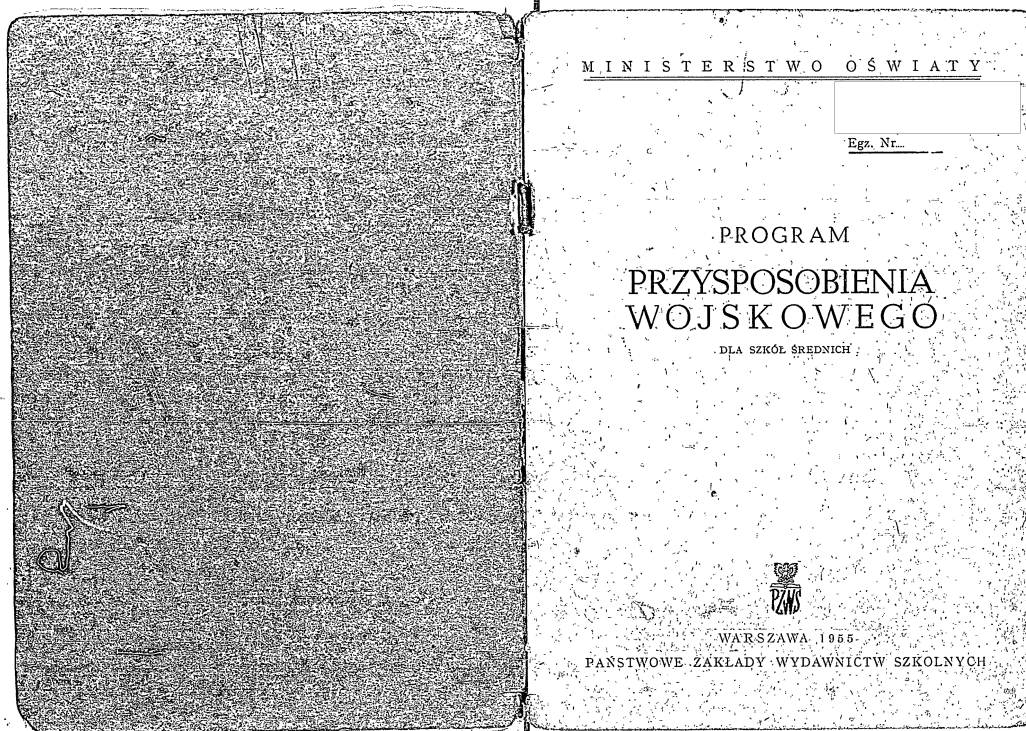 MINISTERSTWO OŚWIATY
Egz. Nr....
PROGRAM
PRZYSPOSOBIENIA
WOJSKOWEGO
DLA SZKÓŁ ŚREDNICH
PZWS
WARSZAWA 1955
PAŃSTWOWE ZAKŁADY WYDAWNICTW SZKOLNYCH